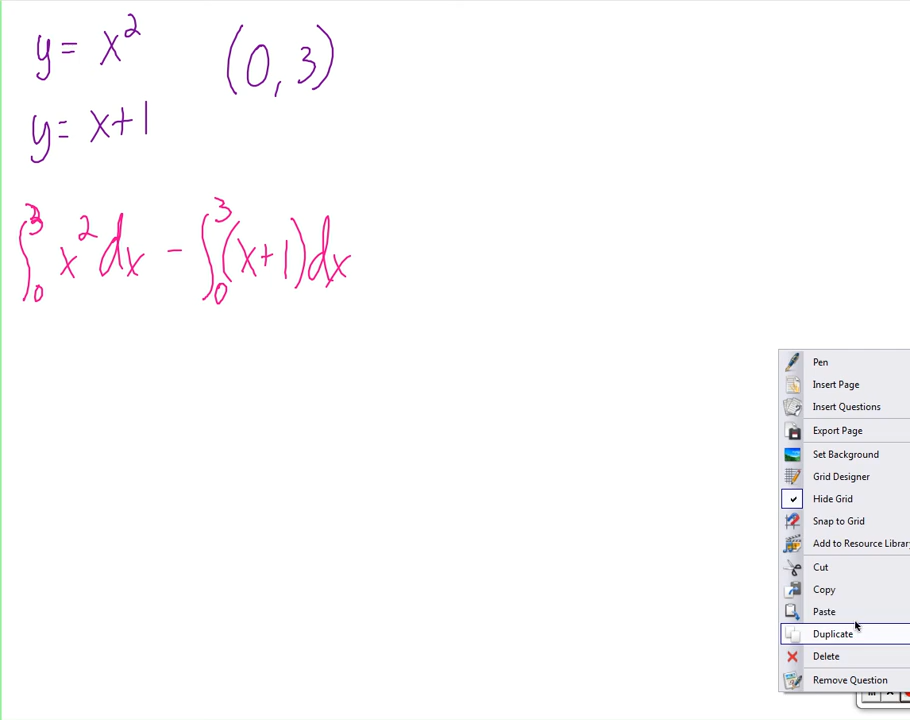 y = x² (0, 3)
y = x+1
∫₀³ x² dx − ∫₀³ (x+1) dx
Pen
Insert Page
Insert Questions
Export Page
Set Background
Grid Designer
Hide Grid
Snap to Grid
Add to Resource Librar
Cut
Copy
Paste
Duplicate
Delete
Remove Question